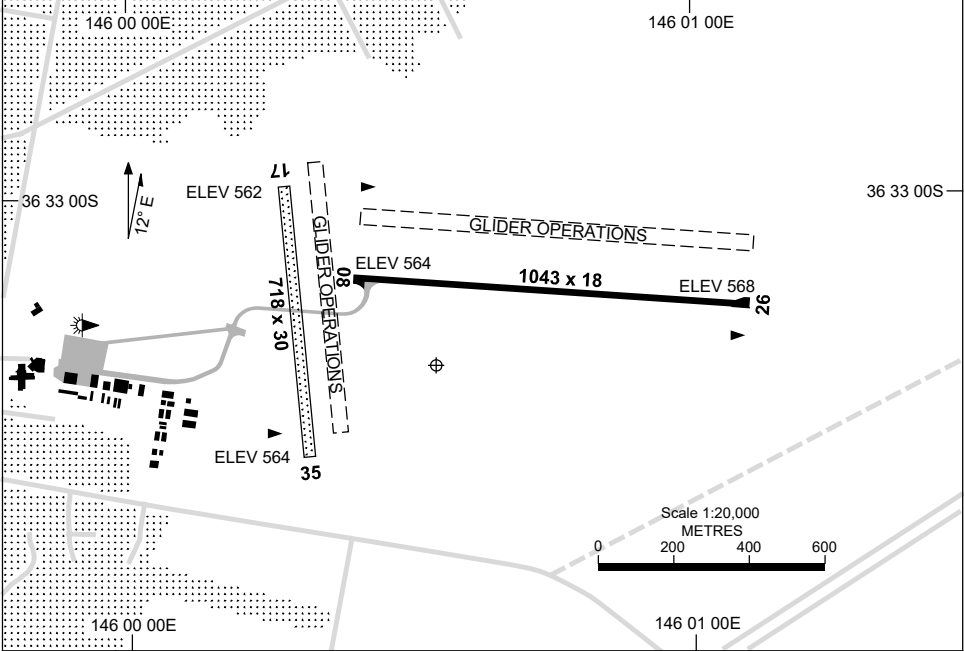 146 00 00E
146 01 00E
17
ELEV 562
36 33 00S
36 33 00S
12° E
GLIDER OPERATIONS
GLIDER OPERATIONS
ELEV 564
08
1043 x 18
ELEV 568
26
718 x 30
ELEV 564
35
Scale 1:20,000
METRES
0 200 400 600
146 00 00E
146 01 00E